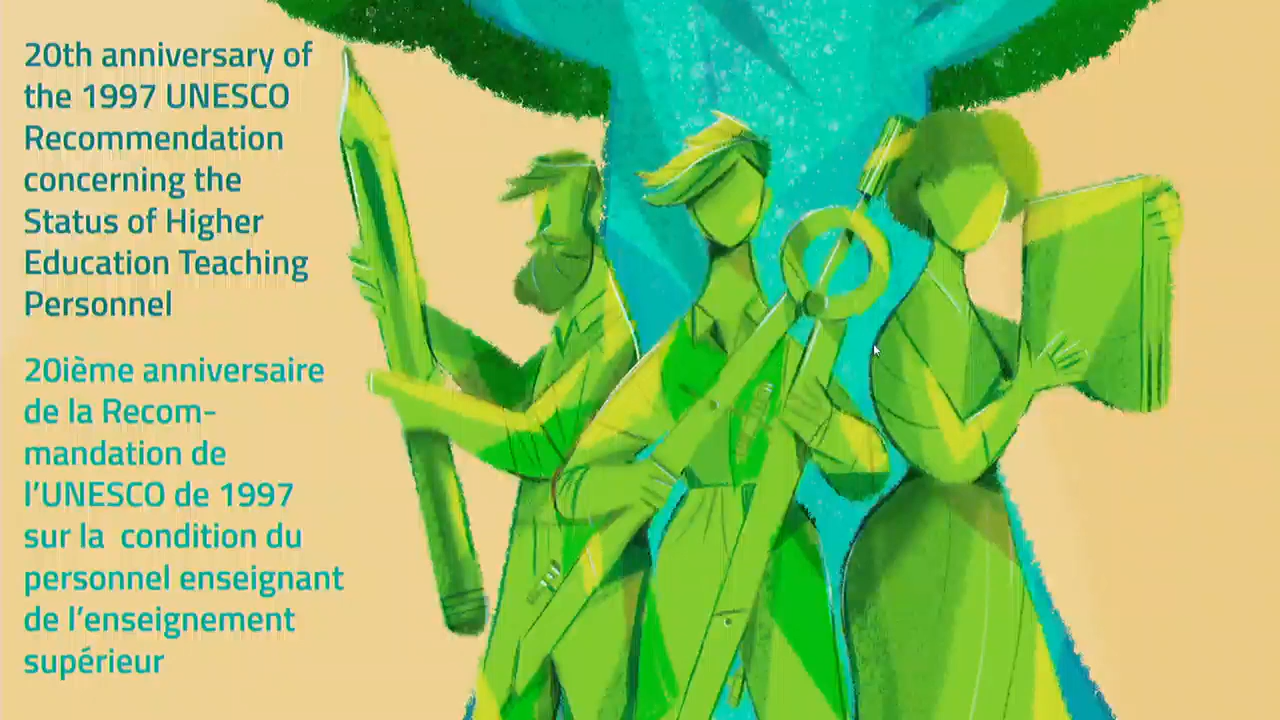 20th anniversary of
the 1997 UNESCO
Recommendation
concerning the
Status of Higher
Education Teaching
Personnel
20ième anniversaire
de la Recom-
mandation de
l’UNESCO de 1997
sur la  condition du
personnel enseignant
de l’enseignement
supérieur